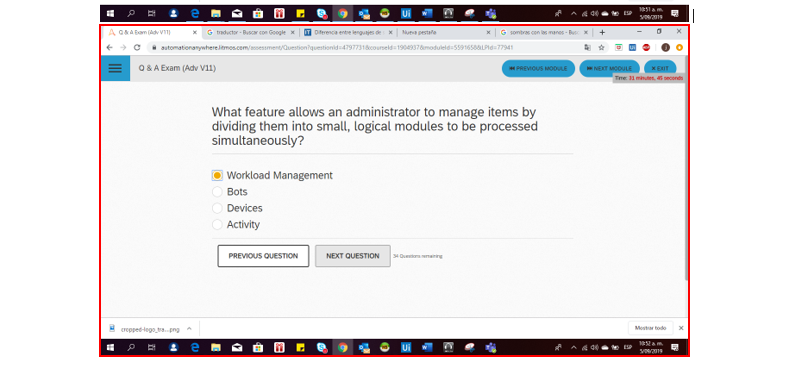 10:51 a. m.
ESP
5/09/2019
Q & A Exam (Adv V11)
traductor - Buscar con Google
Diferencia entre lenguajes de
Nueva pestaña
sombras con las manos - Bus
automationanywhere.litmos.com/assessment/Question?questionId=4797731&courseId=1904937&moduleId=5591658&LPId=77941
Q & A Exam (Adv V11)
PREVIOUS MODULE
NEXT MODULE
EXIT
Time: 31 minutes, 45 seconds
What feature allows an administrator to manage items by
dividing them into small, logical modules to be processed
simultaneously?
Workload Management
Bots
Devices
Activity
PREVIOUS QUESTION
NEXT QUESTION
34 Questions remaining
cropped-logo_tra....png
Mostrar todo
10:52 a. m.
ESP
5/09/2019